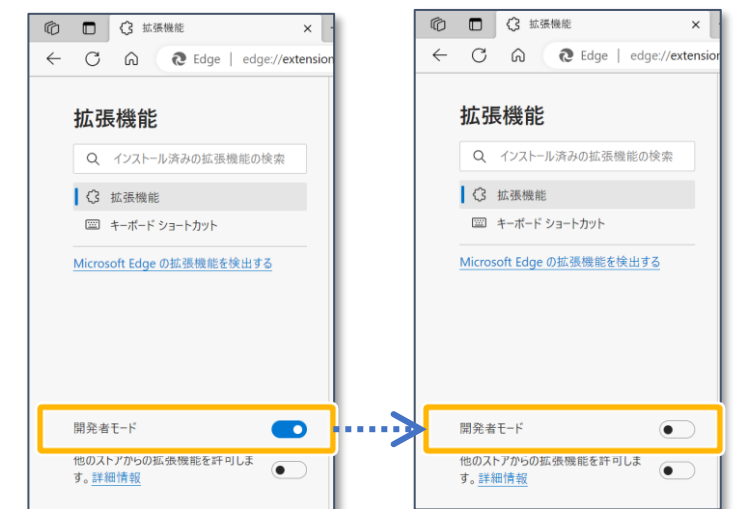 拡張機能
Edge | edge://extension
拡張機能
インストール済みの拡張機能の検索
拡張機能
キーボード ショートカット
Microsoft Edge の拡張機能を検出する
開発者モード
他のストアからの拡張機能を許可しま
す。詳細情報
拡張機能
Edge | edge://extension
拡張機能
インストール済みの拡張機能の検索
拡張機能
キーボード ショートカット
Microsoft Edge の拡張機能を検出する
開発者モード
他のストアからの拡張機能を許可しま
す。詳細情報